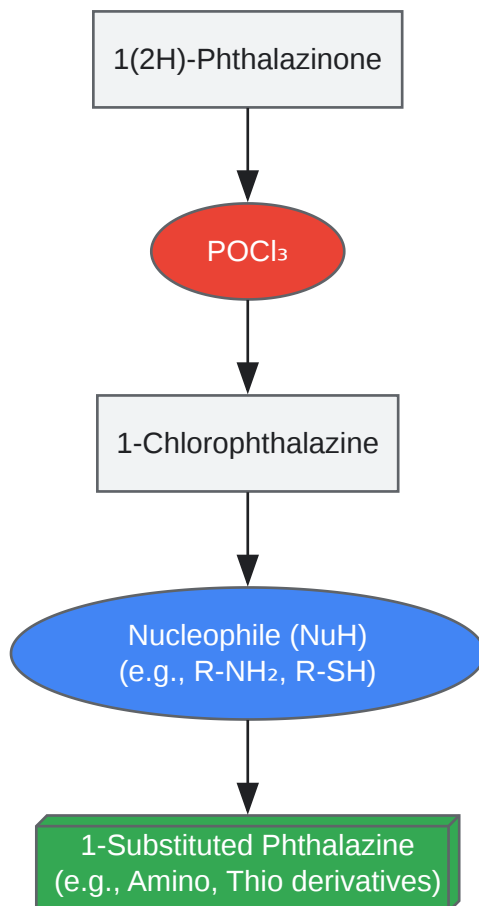 1(2H)-Phthalazinone
POCl₃
1-Chlorophthalazine
Nucleophile (NuH)
(e.g., R-NH₂, R-SH)
1-Substituted Phthalazine
(e.g., Amino, Thio derivatives)